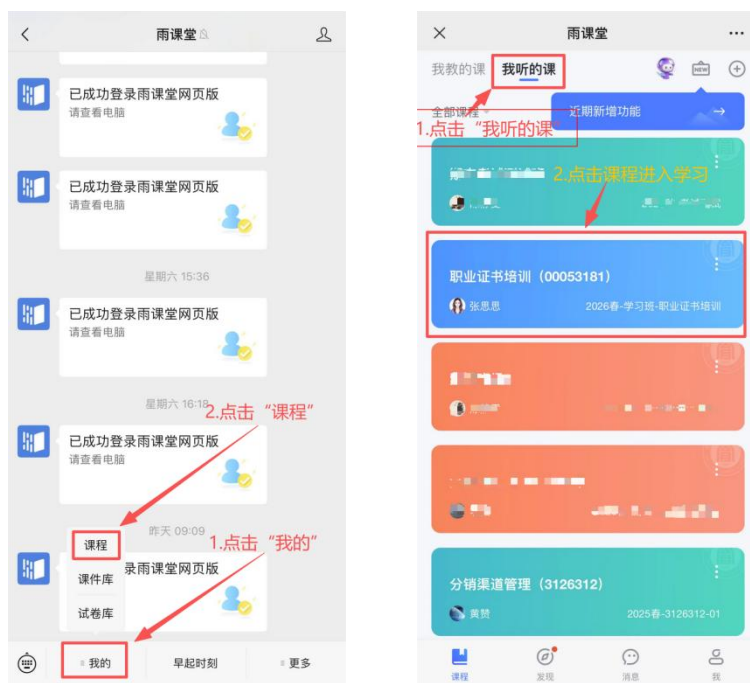 雨课堂
已成功登录雨课堂网页版
请查看电脑
已成功登录雨课堂网页版
请查看电脑
星期六 15:36
已成功登录雨课堂网页版
请查看电脑
星期六 16:18
2.点击“课程”
已成功登录雨课堂网页版
请查看电脑
昨天 09:09
1.点击“我的”
课程
录雨课堂网页版
课件库
试卷库
我的
早起时刻
更多
雨课堂
我教的课
我听的课
NEW
全部课程
近期新增功能
1.点击“我听的课”
2.点击课程进入学习
职业证书培训（00053181）
张思思
2026春-学习班-职业证书培训
分销渠道管理（3126312）
黄赞
2025春-3126312-01
课程
发现
消息
我